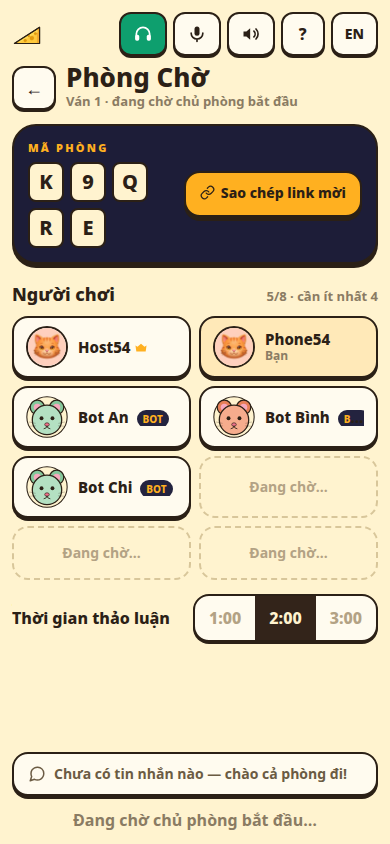 ?
EN
←
Phòng Chờ
Ván 1 · đang chờ chủ phòng bắt đầu
MÃ PHÒNG
K 9 Q
R E
Sao chép link mời
Người chơi
5/8 · cần ít nhất 4
Host54
Phone54
Bạn
Bot An BOT
Bot Bình B
Bot Chi BOT
Đang chờ...
Đang chờ...
Đang chờ...
Thời gian thảo luận
1:00 2:00 3:00
Chưa có tin nhắn nào — chào cả phòng đi!
Đang chờ chủ phòng bắt đầu...